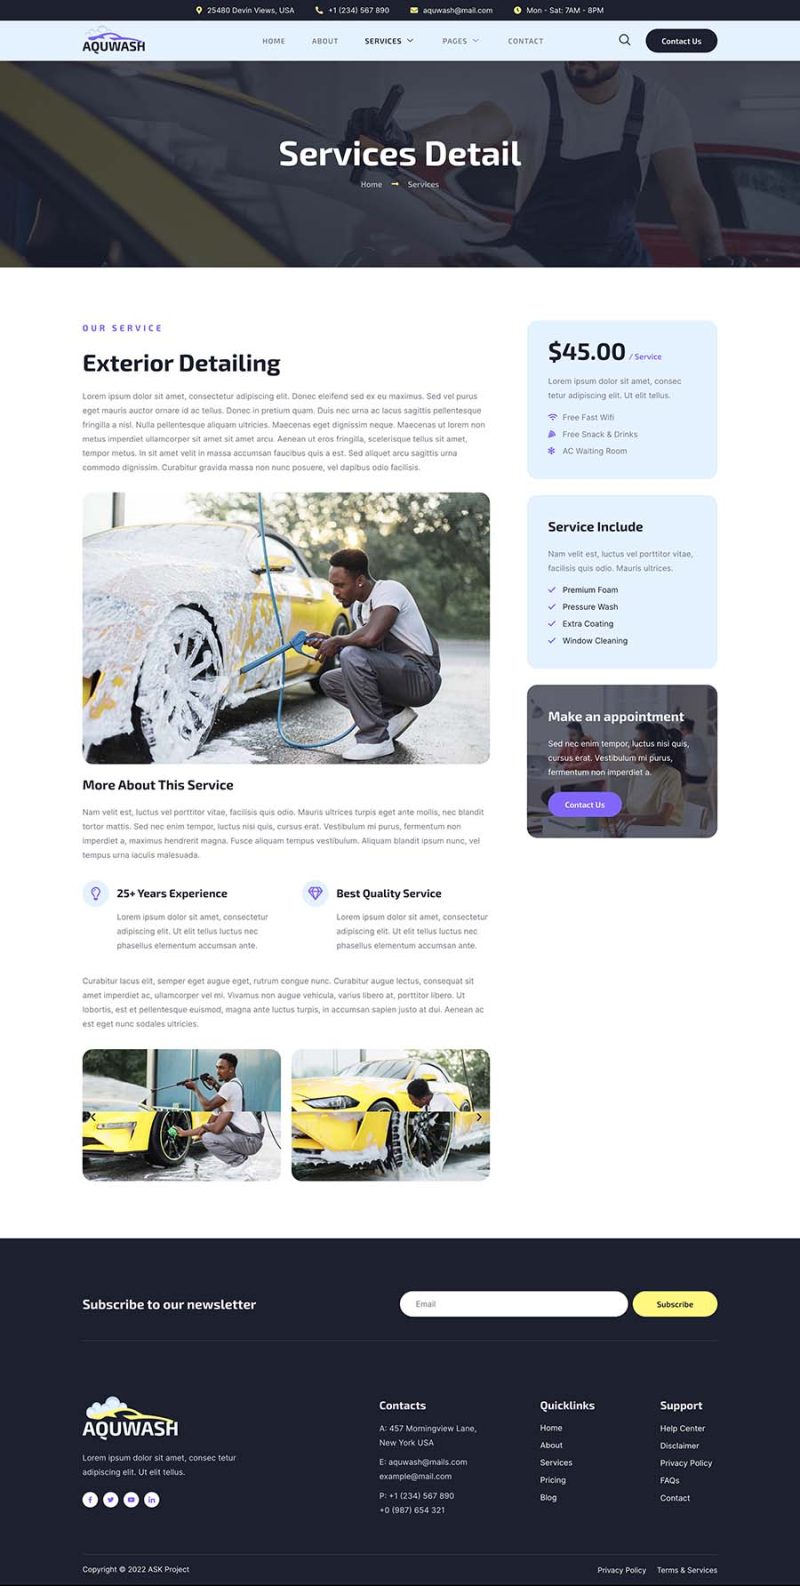 25480 Devin Views, USA
+1 (234) 567 890
aquwash@mail.com
Mon - Sat: 7AM - 8PM
AQUWASH
HOME
ABOUT
SERVICES
PAGES
CONTACT
Contact Us
Services Detail
Home
Services
OUR SERVICE
Exterior Detailing
Lorem ipsum dolor sit amet, consectetur adipiscing elit. Donec eleifend sed ex eu maximus. Sed vel purus
eget mauris auctor ornare id ac tellus. Donec in pretium quam. Duis nec urna ac lacus sagittis pellentesque
fringilla a nisl. Nulla pellentesque aliquam ultricies. Maecenas eget dignissim neque. Maecenas ut lorem non
metus imperdiet ullamcorper sit amet sit amet arcu. Aenean ut eros fringilla, scelerisque tellus sit amet,
tempor metus. In sit amet velit in massa accumsan faucibus quis a est. Sed aliquet arcu sagittis urna
commodo dignissim. Curabitur gravida massa non nunc posuere, vel dapibus odio facilisis.
More About This Service
Nam velit est, luctus vel porttitor vitae, facilisis quis odio. Mauris ultrices turpis eget ante mollis, nec blandit
tortor mattis. Sed nec enim tempor, luctus nisi quis, cursus erat. Vestibulum mi purus, fermentum non
imperdiet a, maximus hendrerit magna. Fusce aliquam tempus vestibulum. Aliquam blandit ipsum nunc, vel
tempus urna iaculis malesuada.
25+ Years Experience
Lorem ipsum dolor sit amet, consectetur
adipiscing elit. Ut elit tellus luctus nec
phasellus elementum accumsan ante.
Best Quality Service
Lorem ipsum dolor sit amet, consectetur
adipiscing elit. Ut elit tellus luctus nec
phasellus elementum accumsan ante.
Curabitur lacus elit, semper eget augue eget, rutrum congue nunc. Curabitur augue lectus, consequat sit
amet imperdiet ac, ullamcorper vel mi. Vivamus non augue vehicula, varius libero at, porttitor libero. Ut
lobortis, est et pellentesque euismod, magna ante luctus turpis, in accumsan sapien justo at dui. Aenean ac
est eget nunc sodales ultricies.
$45.00 / Service
Lorem ipsum dolor sit amet, consec
tetur adipiscing elit. Ut elit tellus.
Free Fast Wifi
Free Snack & Drinks
AC Waiting Room
Service Include
Nam velit est, luctus vel porttitor vitae,
facilisis quis odio. Mauris ultrices.
Premium Foam
Pressure Wash
Extra Coating
Window Cleaning
Make an appointment
Sed nec enim tempor, luctus nisi quis,
cursus erat. Vestibulum mi purus,
fermentum non imperdiet a.
Contact Us
Subscribe to our newsletter
Email
Subscribe
AQUWASH
Lorem ipsum dolor sit amet, consec tetur
adipiscing elit. Ut elit tellus.
Contacts
A: 457 Morningview Lane,
New York USA
E: aquwash@mails.com
example@mail.com
P: +1 (234) 567 890
+0 (987) 654 321
Quicklinks
Home
About
Services
Pricing
Blog
Support
Help Center
Disclaimer
Privacy Policy
FAQs
Contact
Copyright © 2022 ASK Project
Privacy Policy
Terms & Services